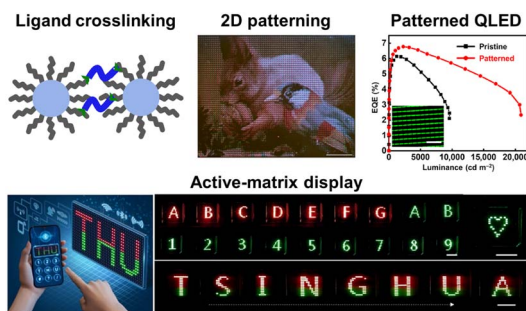 Ligand crosslinking
2D patterning
Patterned QLED
7
6
5
4
3
2
1
0
EQE (%)
Pristine
Patterned
0 5000 10,000 15,000 20,000
Luminance (cd m⁻²)
Active-matrix display
THU
THU
A B C D E F G A B
1 2 3 4 5 6 7 8 9
T S I N G H U A